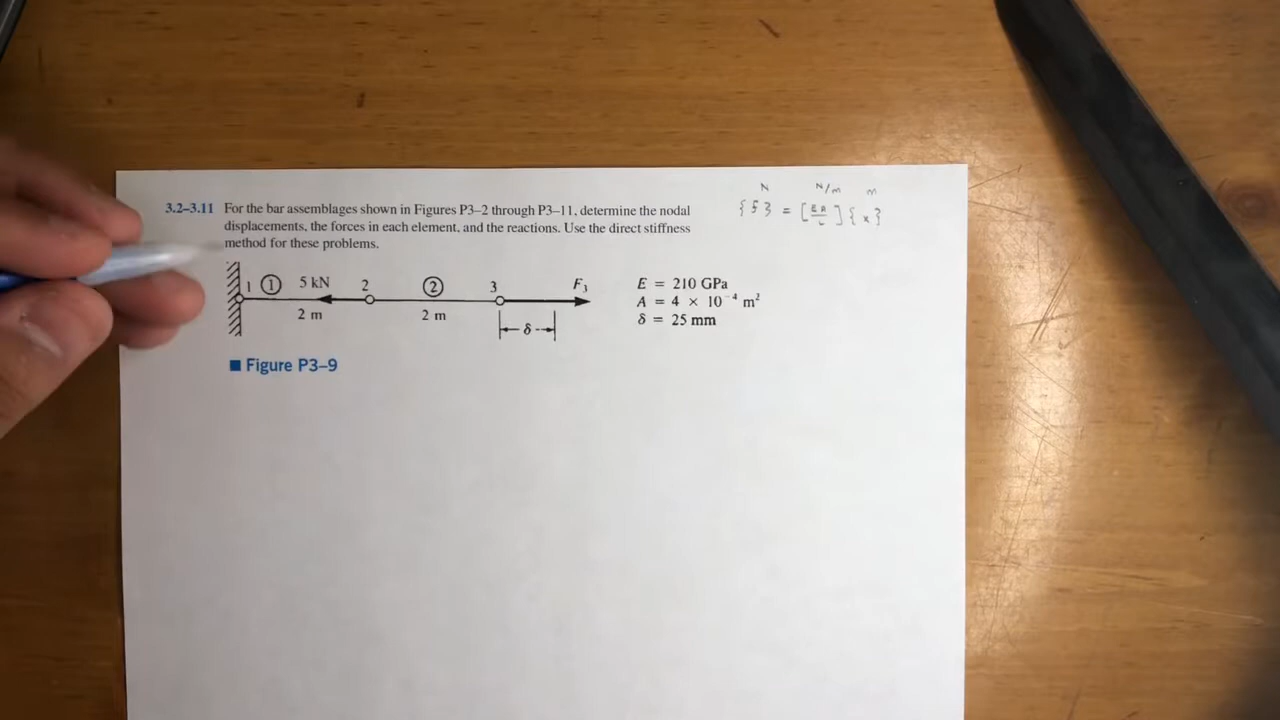 N N/m m
3.2–3.11 For the bar assemblages shown in Figures P3–2 through P3–11, determine the nodal
displacements, the forces in each element, and the reactions. Use the direct stiffness
method for these problems.
{f} = [EA/L]{x}
1 ① 5 kN 2 ② 3 F₃
2 m 2 m δ
E = 210 GPa
A = 4 × 10⁻⁴ m²
δ = 25 mm
■ Figure P3–9